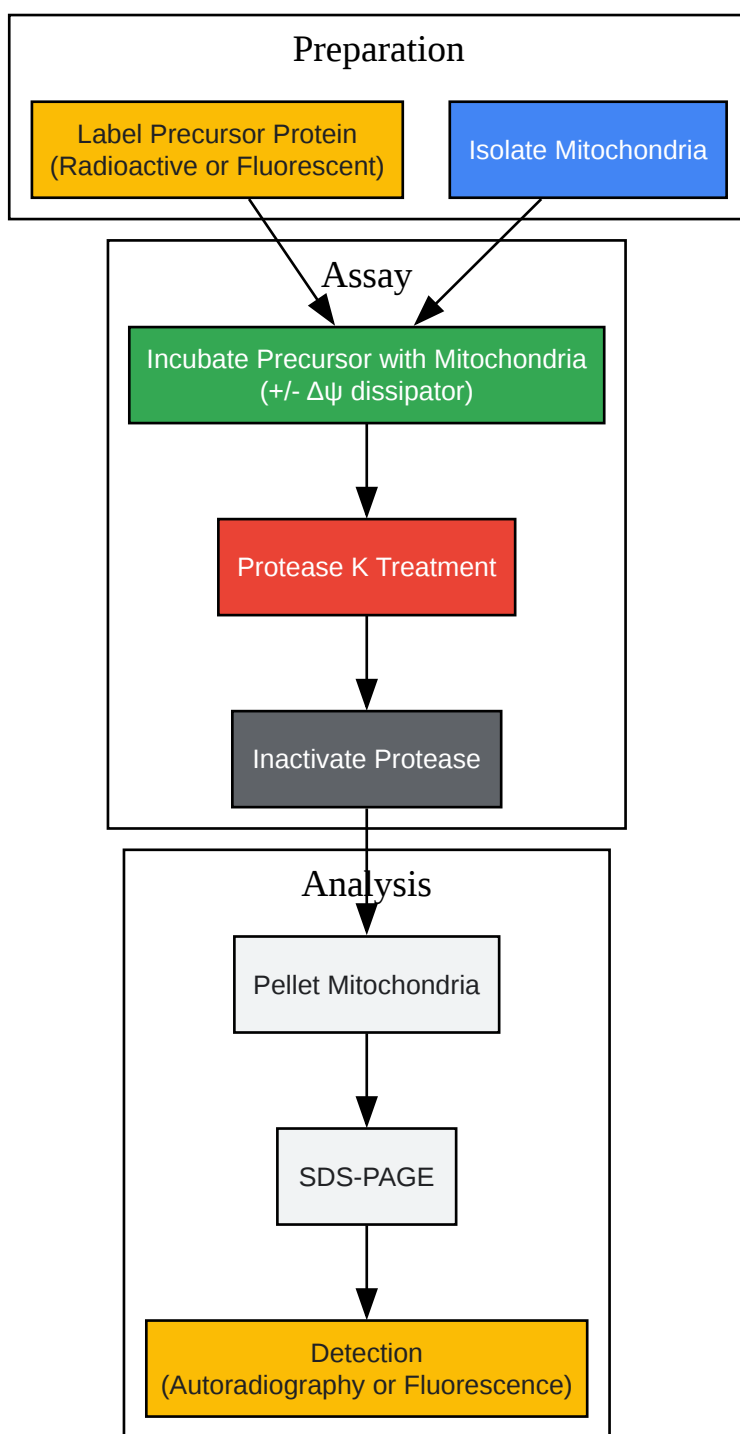 Preparation
Label Precursor Protein
(Radioactive or Fluorescent)
Isolate Mitochondria
Assay
Incubate Precursor with Mitochondria
(+/- Δψ dissipator)
Protease K Treatment
Inactivate Protease
Analysis
Pellet Mitochondria
SDS-PAGE
Detection
(Autoradiography or Fluorescence)